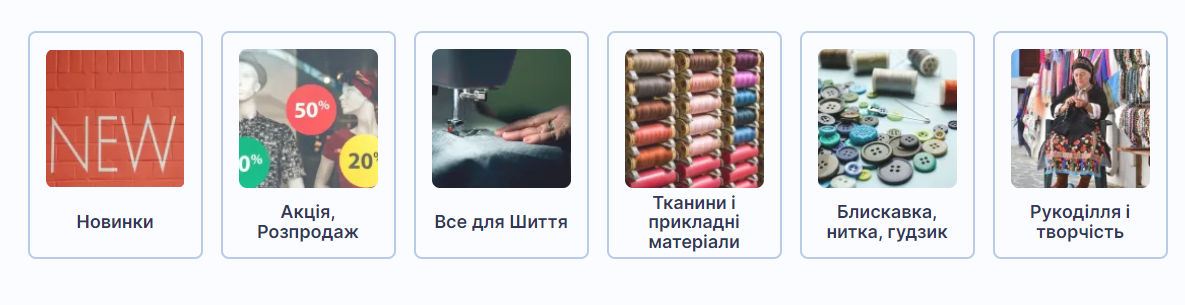 NEW
50%
0%
20%
Новинки
Акція,
Розпродаж
Все для Шиття
Тканини і
прикладні
матеріали
Блискавка,
нитка, гудзик
Рукоділля і
творчість